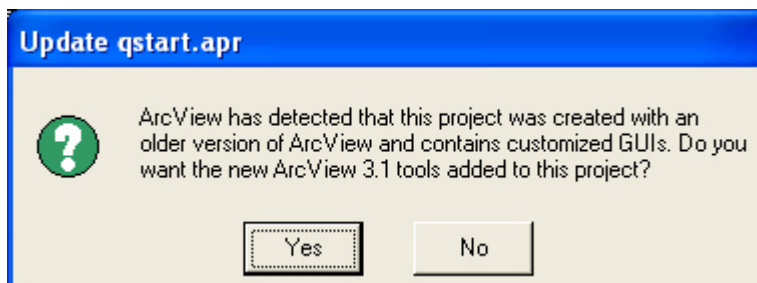 Update qstart.apr
ArcView has detected that this project was created with an
older version of ArcView and contains customized GUIs. Do you
want the new ArcView 3.1 tools added to this project?
Yes
No